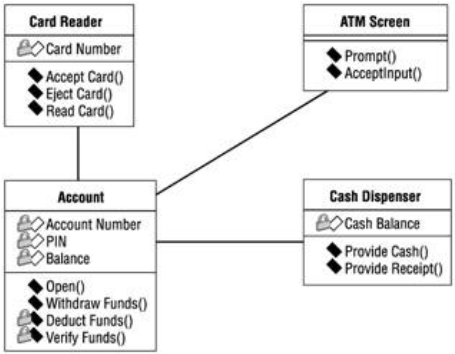 Card Reader
Card Number
Accept Card()
Eject Card()
Read Card()
ATM Screen
Prompt()
AcceptInput()
Account
Account Number
PIN
Balance
Open()
Withdraw Funds()
Deduct Funds()
Verify Funds()
Cash Dispenser
Cash Balance
Provide Cash()
Provide Receipt()